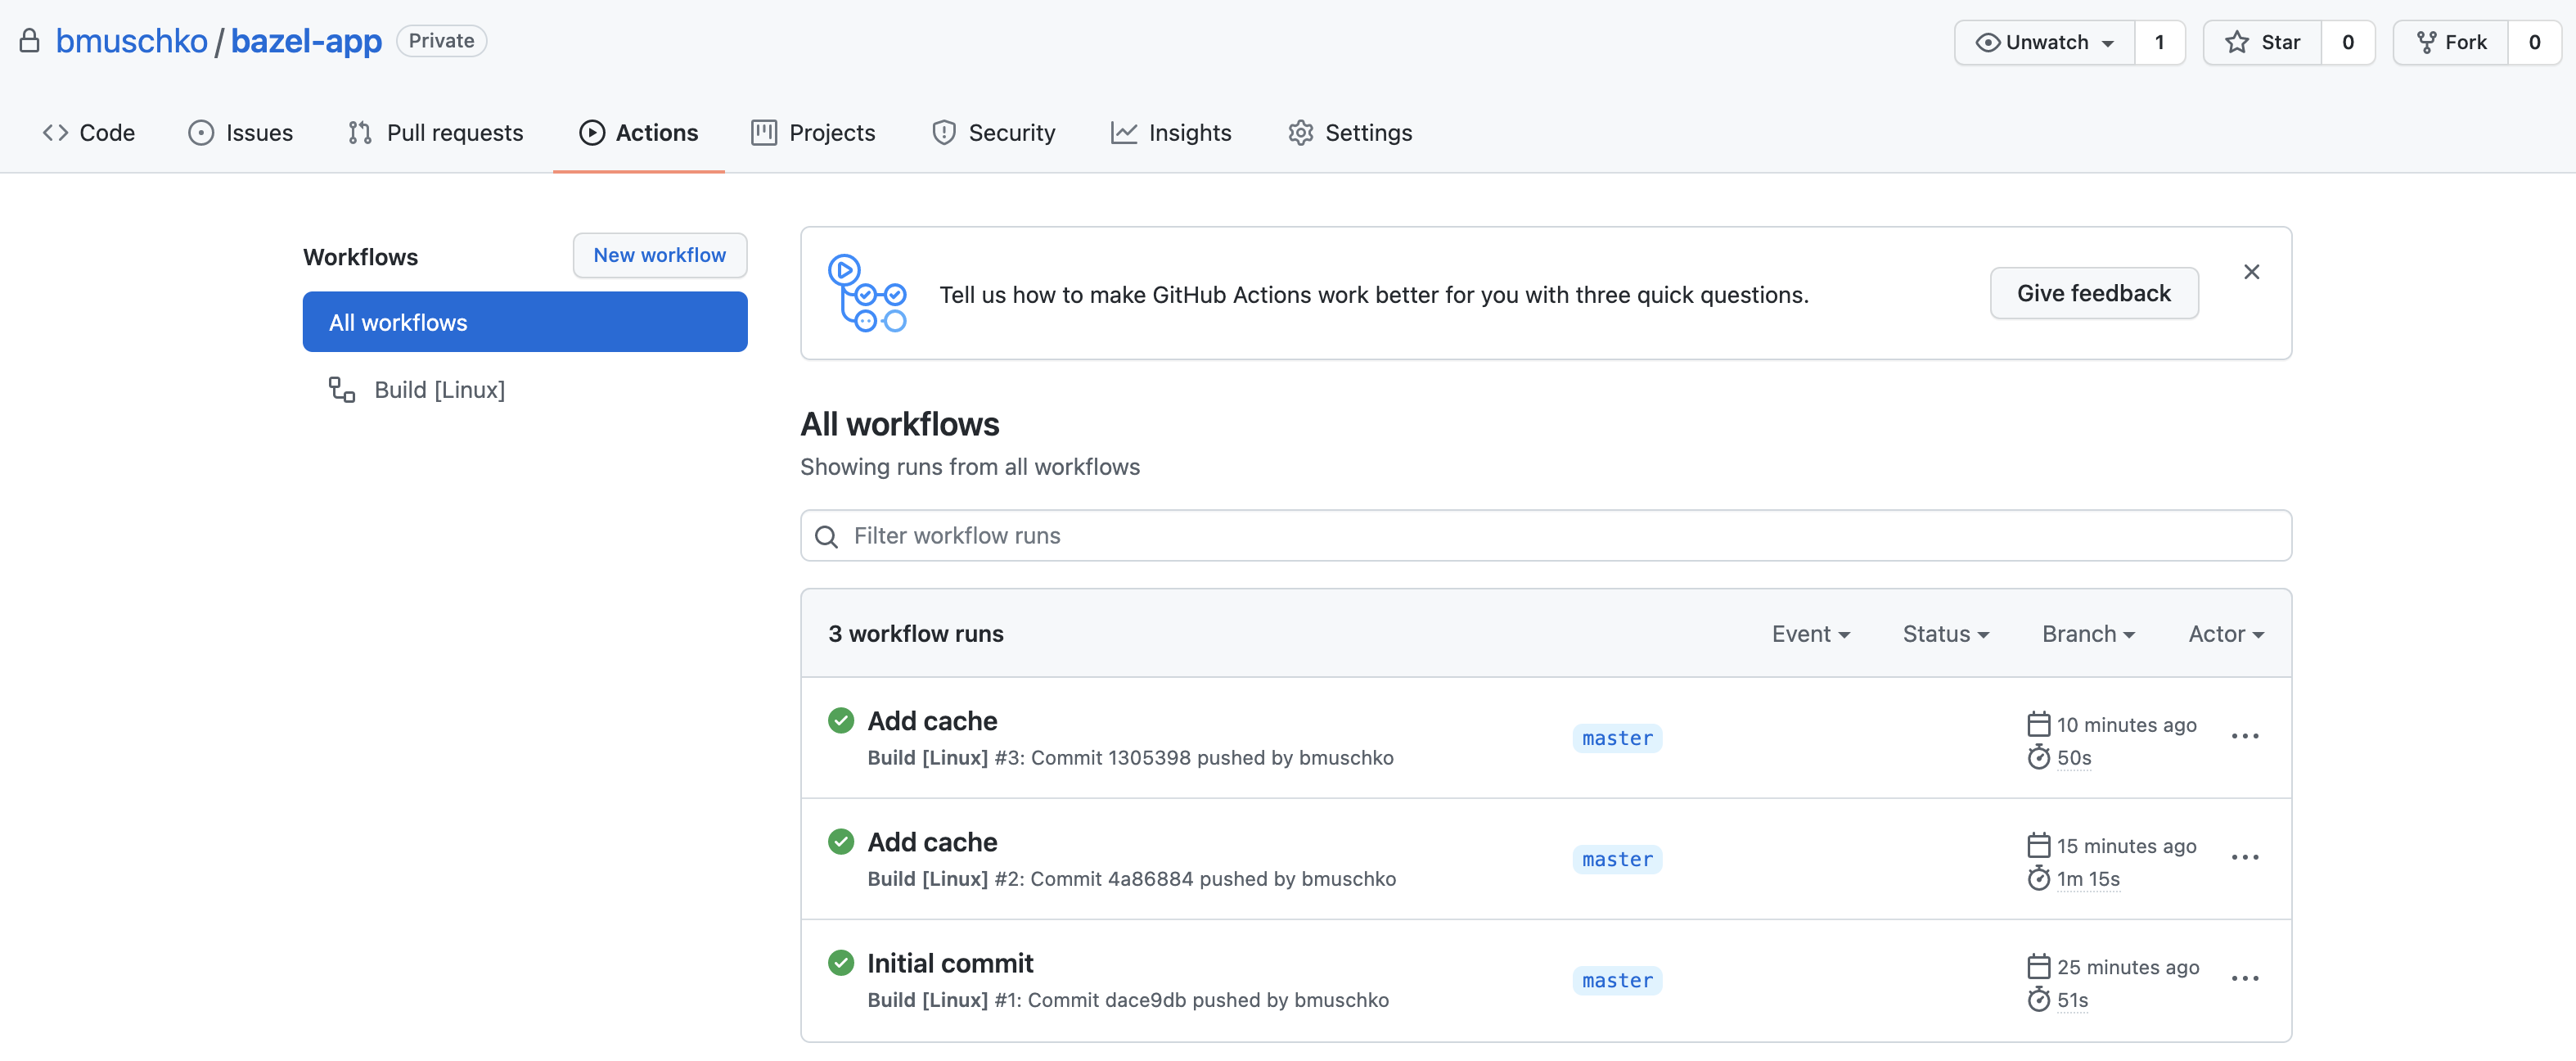 bmuschko / bazel-app Private
Unwatch 1 Star 0 Fork 0
Code Issues Pull requests Actions Projects Security Insights Settings
Workflows
New workflow
All workflows
Build [Linux]
Tell us how to make GitHub Actions work better for you with three quick questions.
Give feedback
All workflows
Showing runs from all workflows
Filter workflow runs
3 workflow runs
Event Status Branch Actor
Add cache
Build [Linux] #3: Commit 1305398 pushed by bmuschko
master
10 minutes ago
50s
Add cache
Build [Linux] #2: Commit 4a86884 pushed by bmuschko
master
15 minutes ago
1m 15s
Initial commit
Build [Linux] #1: Commit dace9db pushed by bmuschko
master
25 minutes ago
51s